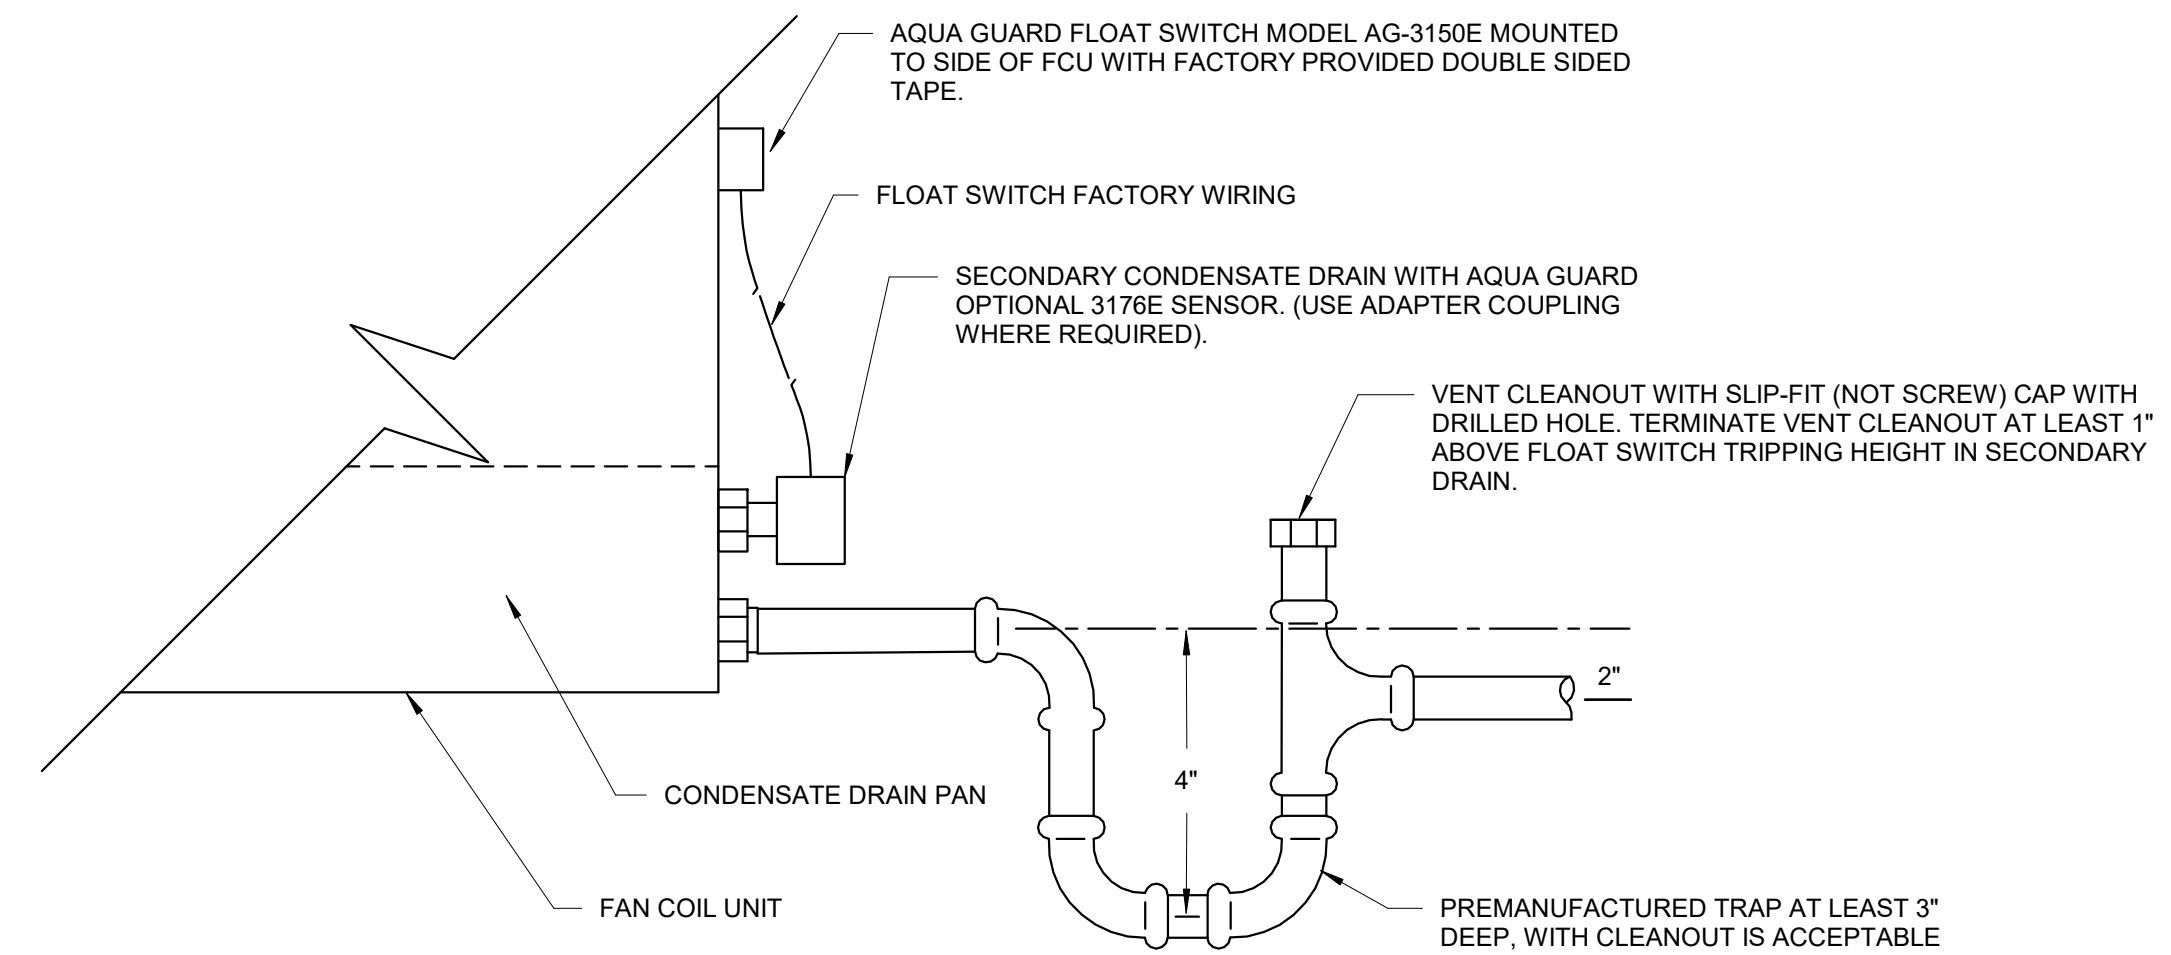 AQUA GUARD FLOAT SWITCH MODEL AG-3150E MOUNTED
TO SIDE OF FCU WITH FACTORY PROVIDED DOUBLE SIDED
TAPE.
FLOAT SWITCH FACTORY WIRING
SECONDARY CONDENSATE DRAIN WITH AQUA GUARD
OPTIONAL 3176E SENSOR. (USE ADAPTER COUPLING
WHERE REQUIRED).
VENT CLEANOUT WITH SLIP-FIT (NOT SCREW) CAP WITH
DRILLED HOLE. TERMINATE VENT CLEANOUT AT LEAST 1"
ABOVE FLOAT SWITCH TRIPPING HEIGHT IN SECONDARY
DRAIN.
2"
4"
CONDENSATE DRAIN PAN
FAN COIL UNIT
PREMANUFACTURED TRAP AT LEAST 3"
DEEP, WITH CLEANOUT IS ACCEPTABLE